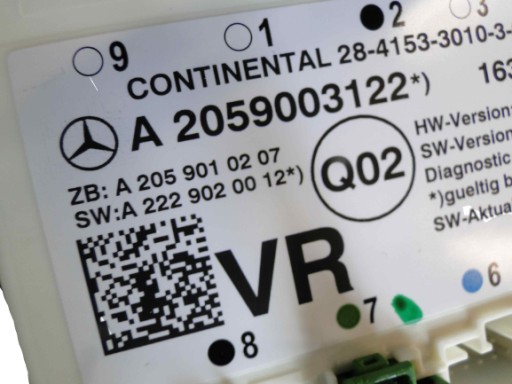 9 1 2 3
CONTINENTAL 28-4153-3010-3-
A 2059003122*) 163
ZB: A 205 901 02 07
SW:A 222 902 00 12*)
Q02
HW-Version
SW-Version
Diagnostic
*)gueltig b
SW-Aktua
VR
8 7 6